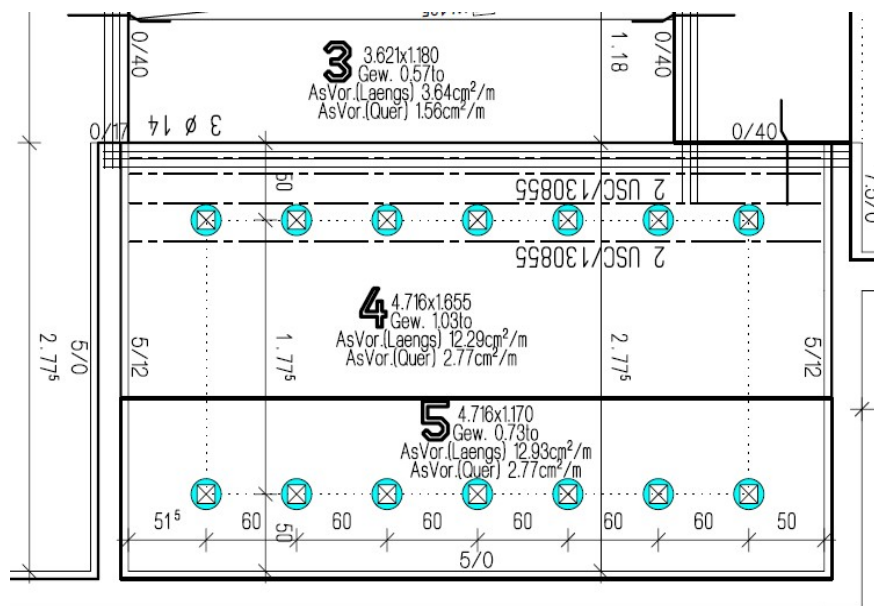 0/40
3
3.621x1.180
Gew. 0.57to
AsVor.(Laengs) 3.64cm²/m
AsVor.(Quer) 1.56cm²/m
1.18
0/40
0/17
3 ø 14
0/40
7.5/0
50
2 USC/130855
2 USC/130855
4
4.716x1.655
Gew. 1.03to
AsVor.(Laengs) 12.29cm²/m
AsVor.(Quer) 2.77cm²/m
2.77⁵
5/0
5/12
1.77⁵
2.77⁵
5/12
5
4.716x1.170
Gew. 0.73to
AsVor.(Laengs) 12.93cm²/m
AsVor.(Quer) 2.77cm²/m
51⁵
60
50
60
60
60
60
60
50
5/0